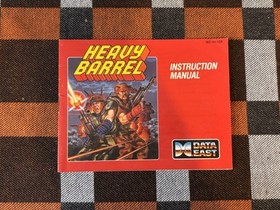 HEAVY
BARREL
INSTRUCTION
MANUAL
DATA
EAST